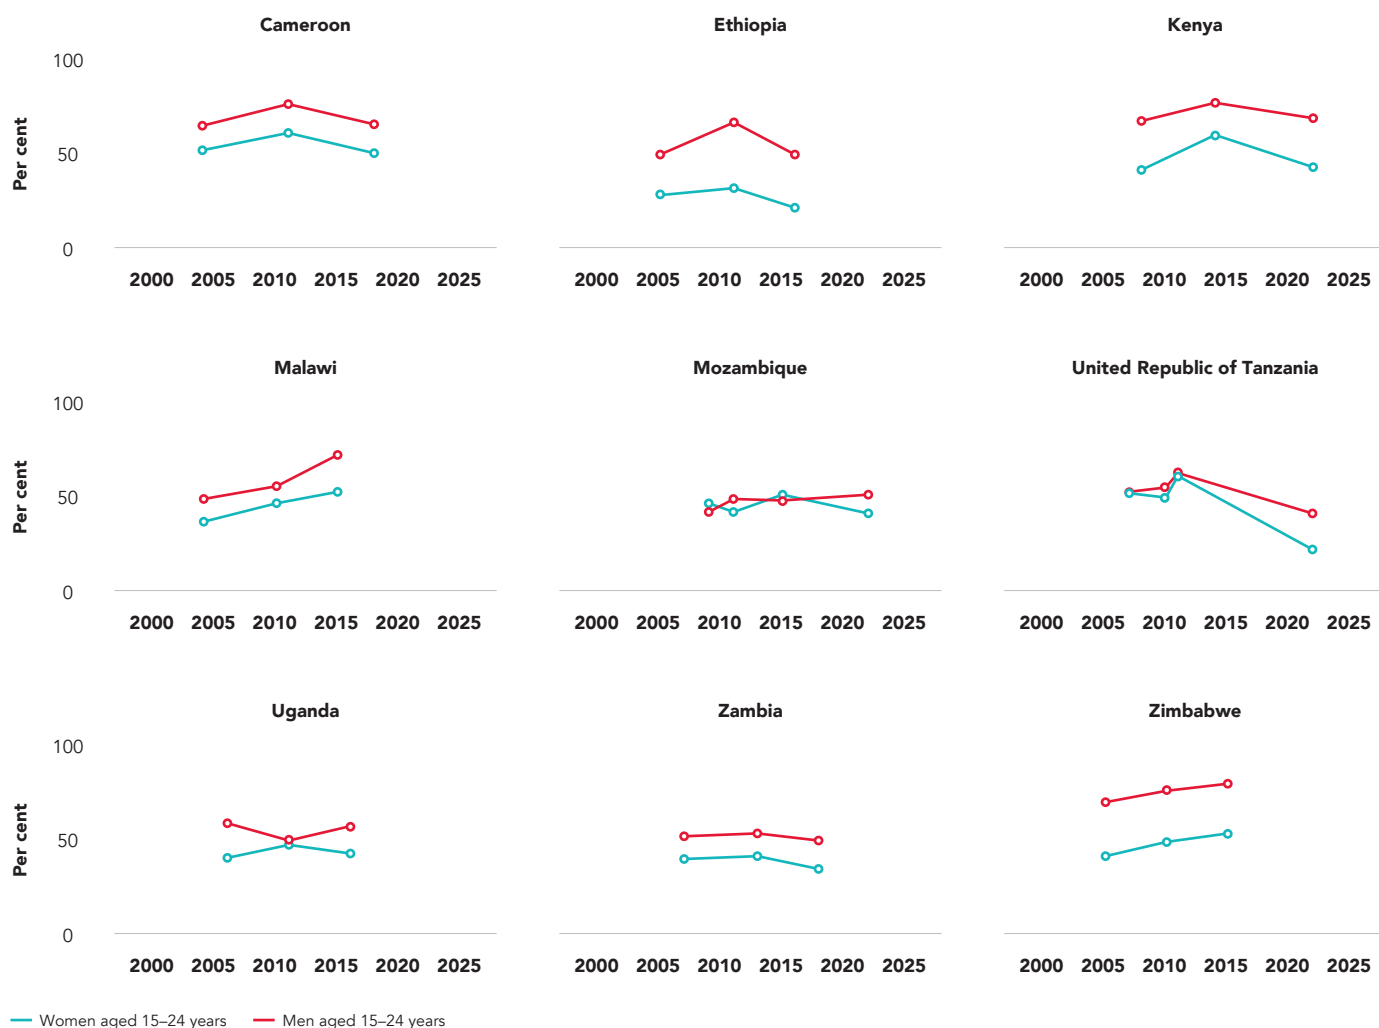 Cameroon Ethiopia Kenya
100
Per cent
50
0
2000 2005 2010 2015 2020 2025 2000 2005 2010 2015 2020 2025 2000 2005 2010 2015 2020 2025
Malawi Mozambique United Republic of Tanzania
100
Per cent
50
0
2000 2005 2010 2015 2020 2025 2000 2005 2010 2015 2020 2025 2000 2005 2010 2015 2020 2025
Uganda Zambia Zimbabwe
100
Per cent
50
0
2000 2005 2010 2015 2020 2025 2000 2005 2010 2015 2020 2025 2000 2005 2010 2015 2020 2025
Women aged 15–24 years Men aged 15–24 years